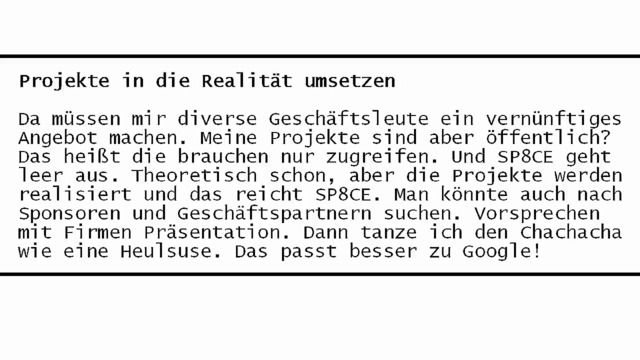 Projekte in die Realität umsetzen
Da müssen mir diverse Geschäftsleute ein vernünftiges
Angebot machen. Meine Projekte sind aber öffentlich?
Das heißt die brauchen nur zugreifen. Und SP8CE geht
leer aus. Theoretisch schon, aber die Projekte werden
realisiert und das reicht SP8CE. Man könnte auch nach
Sponsoren und Geschäftspartnern suchen. Vorsprechen
mit Firmen Präsentation. Dann tanze ich den Chachacha
wie eine Heulsuse. Das passt besser zu Google!